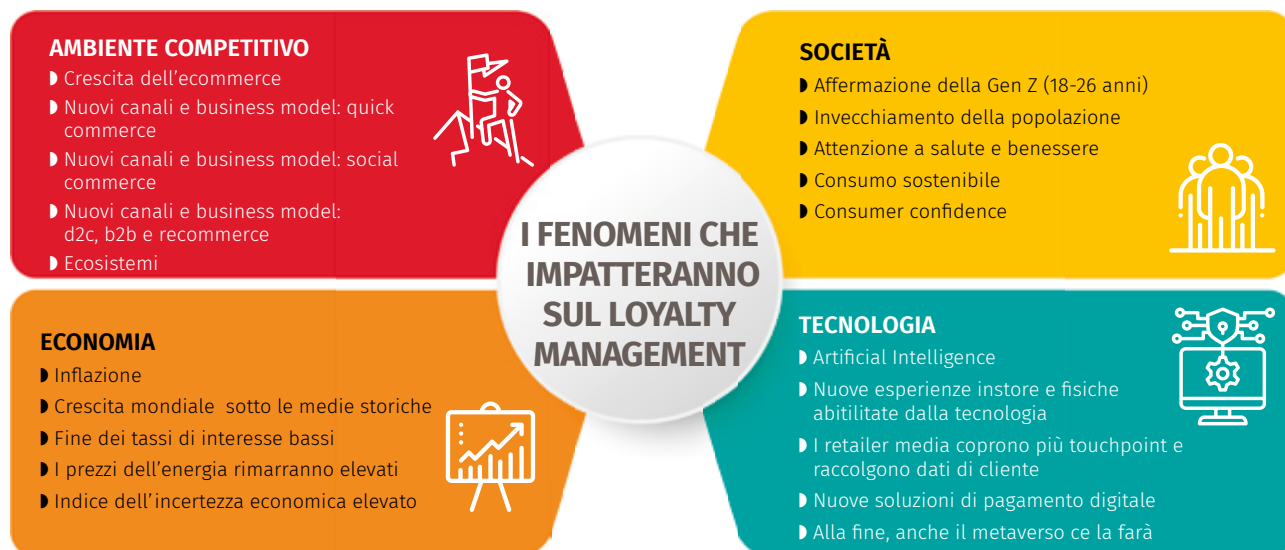 AMBIENTE COMPETITIVO
Crescita dell'ecommerce
Nuovi canali e business model: quick
commerce
Nuovi canali e business model: social
commerce
Nuovi canali e business model:
d2c, b2b e recommerce
Ecosistemi
SOCIETÀ
Affermazione della Gen Z (18-26 anni)
Invecchiamento della popolazione
Attenzione a salute e benessere
Consumo sostenibile
Consumer confidence
I FENOMENI CHE
IMPATTERANNO
SUL LOYALTY
MANAGEMENT
ECONOMIA
Inflazione
Crescita mondiale sotto le medie storiche
Fine dei tassi di interesse bassi
I prezzi dell'energia rimarranno elevati
Indice dell'incertezza economica elevato
TECNOLOGIA
Artificial Intelligence
Nuove esperienze instore e fisiche
abitilitate dalla tecnologia
I retailer media coprono più touchpoint e
raccolgono dati di cliente
Nuove soluzioni di pagamento digitale
Alla fine, anche il metaverso ce la farà